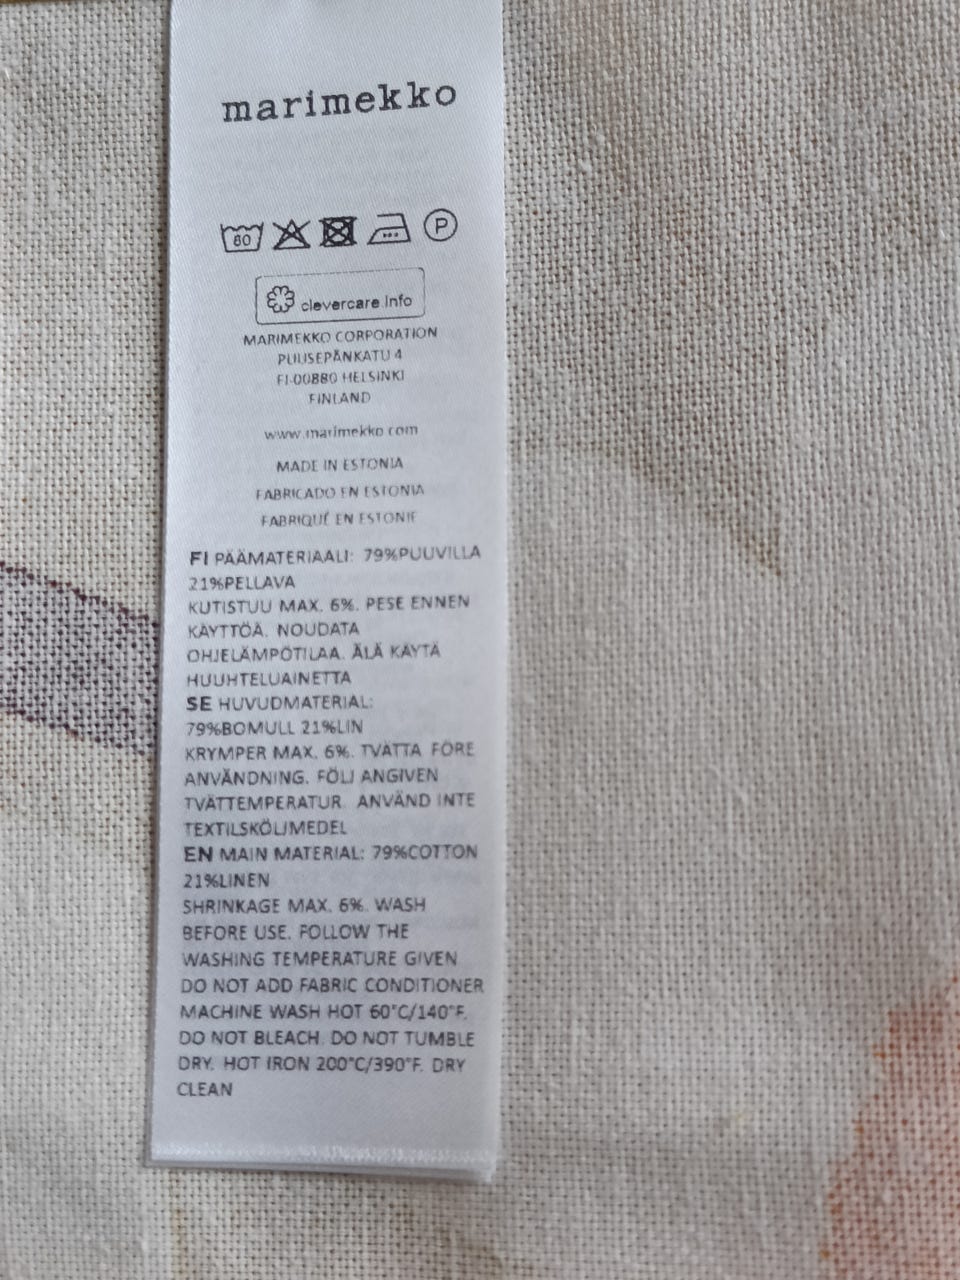 marimekko
60 P
clevercare.info
MARIMEKKO CORPORATION
PUUSEPÄNKATU 4
FI-00880 HELSINKI
FINLAND
www.marimekko.com
MADE IN ESTONIA
FABRICADO EN ESTONIA
FABRIQUÉ EN ESTONIE
FI PÄÄMATERIAALI: 79%PUUVILLA
21%PELLAVA
KUTISTUU MAX. 6%. PESE ENNEN
KÄYTTÖÄ. NOUDATA
OHJELÄMPÖTILAA. ÄLÄ KÄYTÄ
HUUHTELUAINETTA
SE HUVUDMATERIAL:
79%BOMULL 21%LIN
KRYMPER MAX. 6%. TVÄTTA FÖRE
ANVÄNDNING. FÖLJ ANGIVEN
TVÄTTEMPERATUR. ANVÄND INTE
TEXTILSKÖLJMEDEL
EN MAIN MATERIAL: 79%COTTON
21%LINEN
SHRINKAGE MAX. 6%. WASH
BEFORE USE. FOLLOW THE
WASHING TEMPERATURE GIVEN
DO NOT ADD FABRIC CONDITIONER
MACHINE WASH HOT 60°C/140°F.
DO NOT BLEACH. DO NOT TUMBLE
DRY. HOT IRON 200°C/390°F. DRY
CLEAN